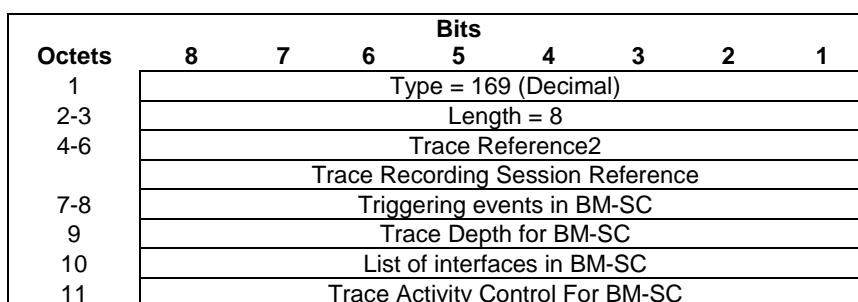 Bits
Octets 8 7 6 5 4 3 2 1
1 Type = 169 (Decimal)
2-3 Length = 8
4-6 Trace Reference2
Trace Recording Session Reference
7-8 Triggering events in BM-SC
9 Trace Depth for BM-SC
10 List of interfaces in BM-SC
11 Trace Activity Control For BM-SC